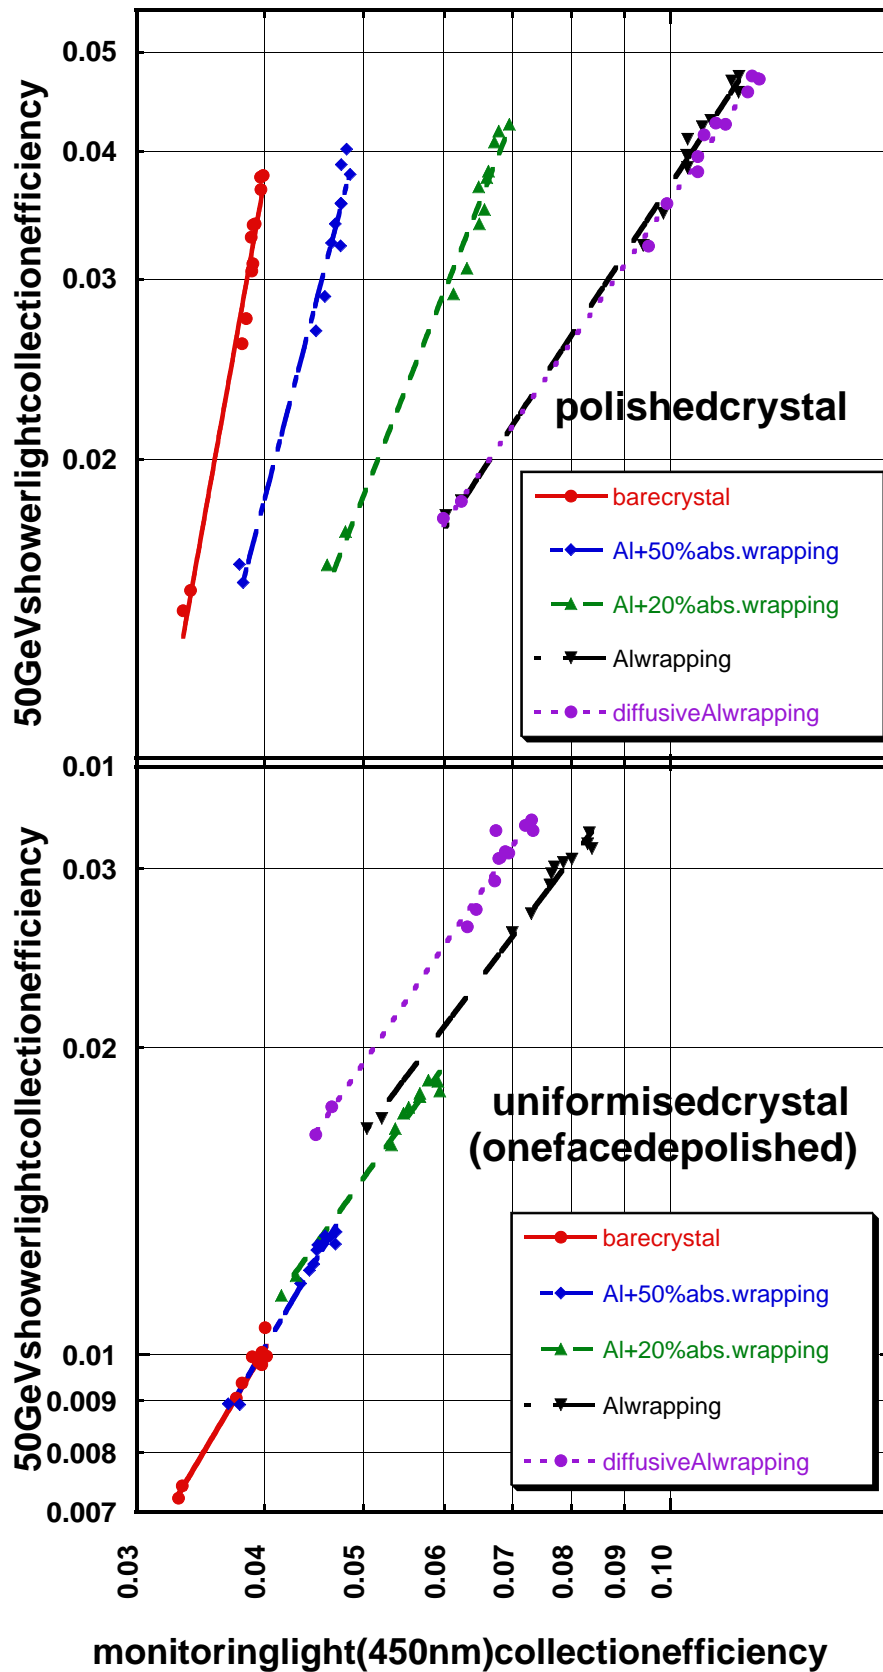 50GeVshowerlightcollectionefficiency
0.05
0.04
0.03
0.02
0.01
polishedcrystal
barecrystal
Al+50%abs.wrapping
Al+20%abs.wrapping
Alwrapping
diffusiveAlwrapping
50GeVshowerlightcollectionefficiency
0.03
0.02
0.01
0.009
0.008
0.007
uniformisedcrystal
(onefacedepolished)
barecrystal
Al+50%abs.wrapping
Al+20%abs.wrapping
Alwrapping
diffusiveAlwrapping
0.03
0.04
0.05
0.06
0.07
0.08
0.09
0.10
monitoringlight(450nm)collectionefficiency